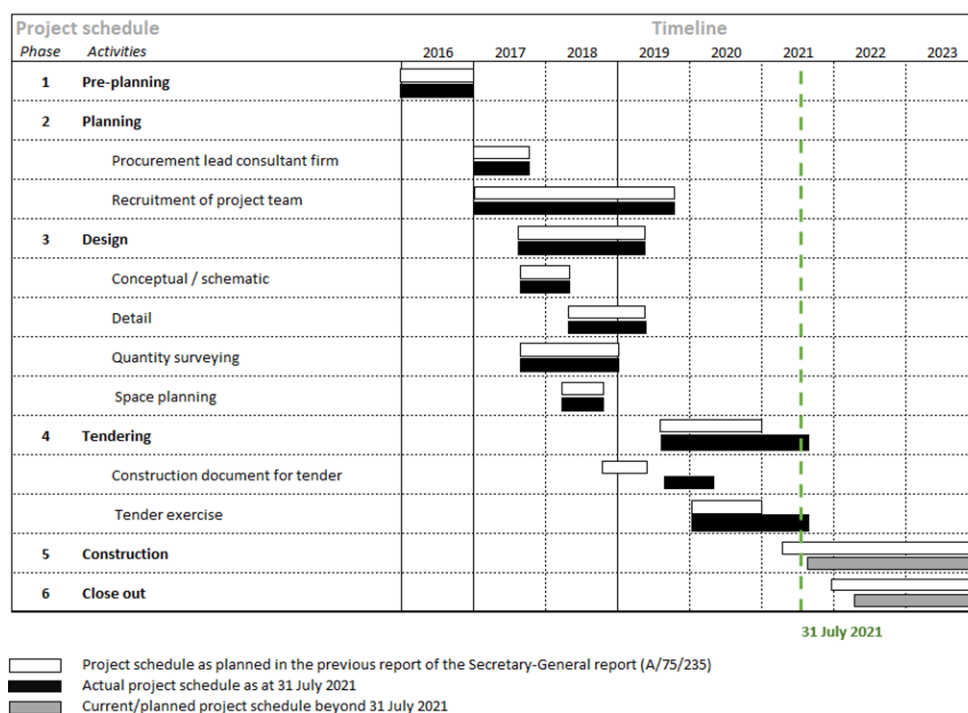 Project schedule Timeline
Phase Activities 2016 2017 2018 2019 2020 2021 2022 2023
1 Pre-planning
2 Planning
Procurement lead consultant firm
Recruitment of project team
3 Design
Conceptual / schematic
Detail
Quantity surveying
Space planning
4 Tendering
Construction document for tender
Tender exercise
5 Construction
6 Close out
31 July 2021
Project schedule as planned in the previous report of the Secretary-General report (A/75/235)
Actual project schedule as at 31 July 2021
Current/planned project schedule beyond 31 July 2021